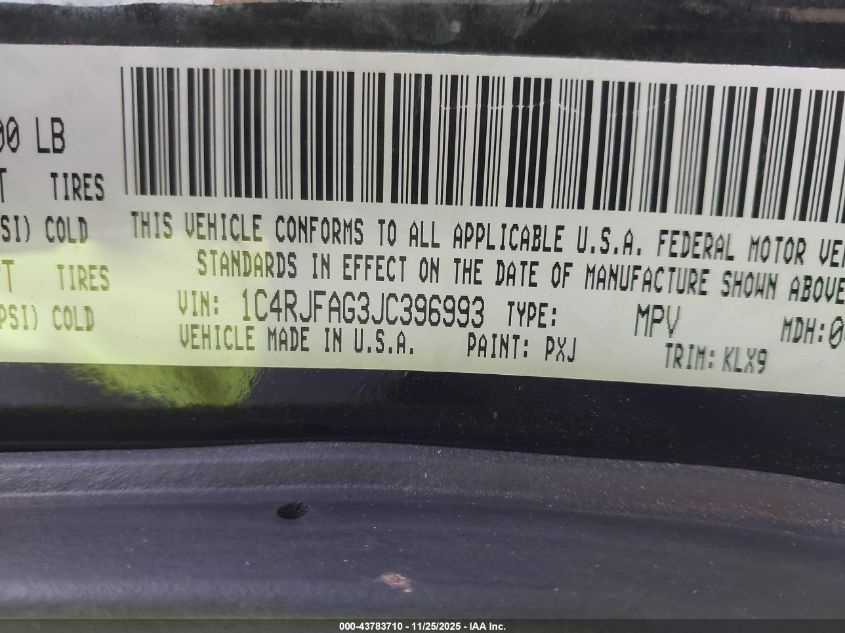 00 LB
TIRES
SI) COLD
THIS VEHICLE CONFORMS TO ALL APPLICABLE U.S.A. FEDERAL MOTOR VE
STANDARDS IN EFFECT ON THE DATE OF MANUFACTURE SHOWN ABOVE
T TIRES
PSI) COLD
VIN: 1C4RJFAG3JC396993 TYPE: MPV MDH:0
VEHICLE MADE IN U.S.A. PAINT: PXJ TRIM: KLX9
000-43783710 - 11/25/2025 - IAA Inc.